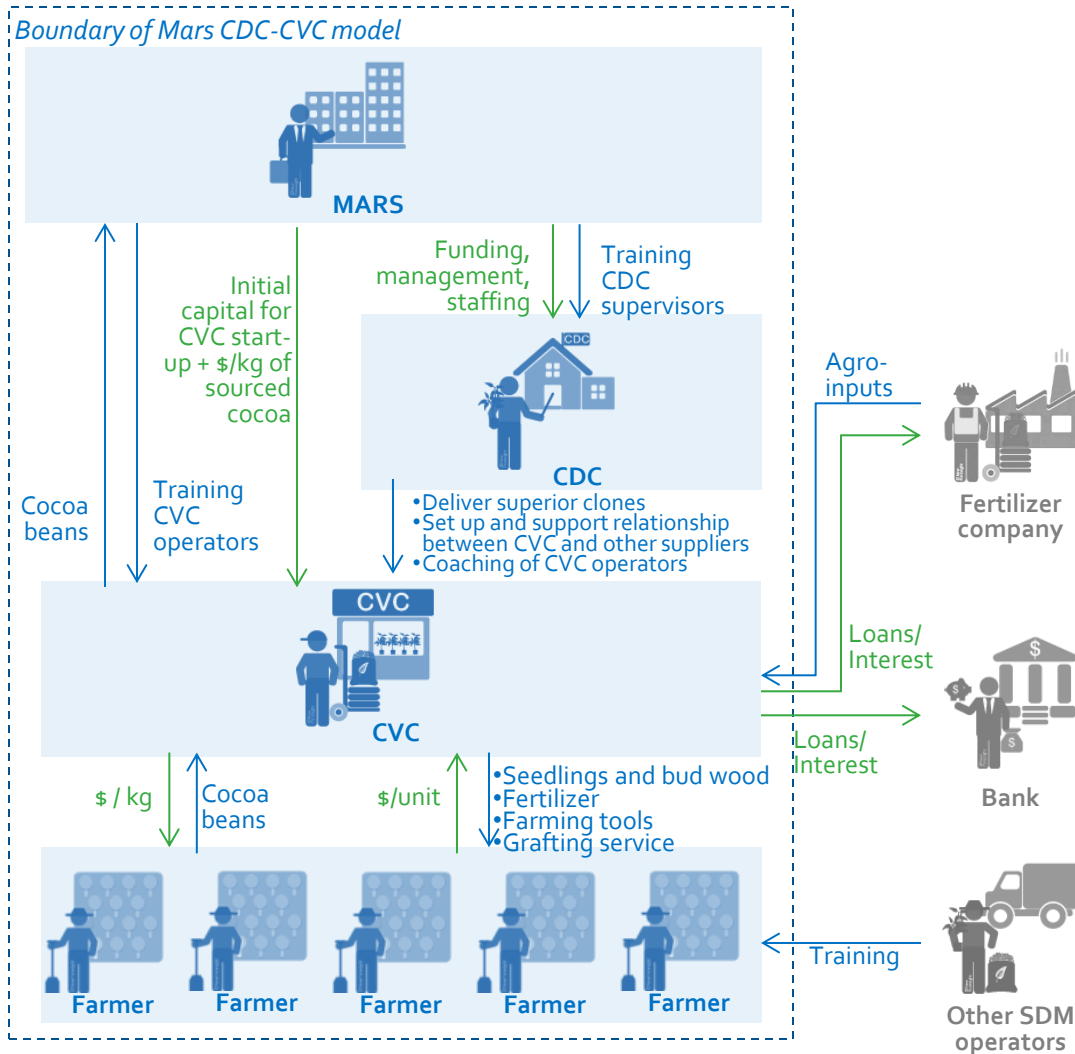 Boundary of Mars CDC-CVC model
MARS
Funding,
management,
staffing
Training
CDC
supervisors
Initial
capital for
CVC start-
up + $/kg of
sourced
cocoa
CDC
CDC
Agro-
inputs
Fertilizer
company
Cocoa
beans
Training
CVC
operators
•Deliver superior clones
•Set up and support relationship
between CVC and other suppliers
•Coaching of CVC operators
CVC
CVC
Loans/
Interest
$
$
$
Loans/
Interest
Bank
$ / kg
Cocoa
beans
$/unit
•Seedlings and bud wood
•Fertilizer
•Farming tools
•Grafting service
Farmer
Farmer
Farmer
Farmer
Farmer
Training
Other SDM
operators